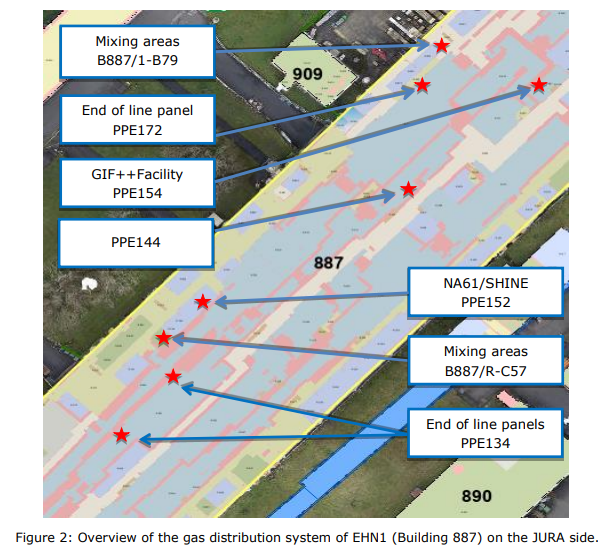 Mixing areas
B887/1-B79
909
End of line panel
PPE172
GIF++Facility
PPE154
PPE144
887
NA61/SHINE
PPE152
Mixing areas
B887/R-C57
End of line panels
PPE134
890
Figure 2: Overview of the gas distribution system of EHN1 (Building 887) on the JURA side.